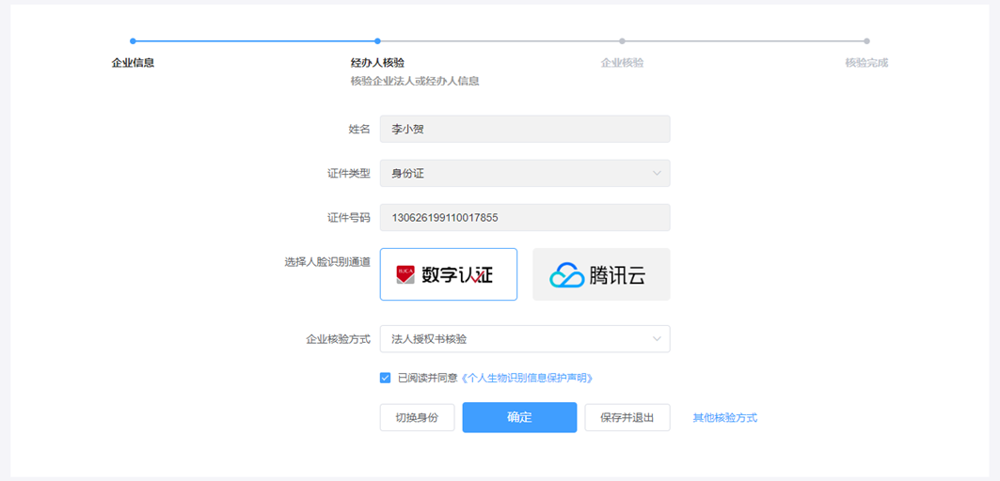 企业信息
经办人核验
企业核验
核验完成
核验企业法人或经办人信息
姓名 李小贺
证件类型 身份证
证件号码 130626199110017855
选择人脸识别通道 BJCA 数字认证 腾讯云
企业核验方式 法人授权书核验
已阅读并同意《个人生物识别信息保护声明》
切换身份 确定 保存并退出 其他核验方式